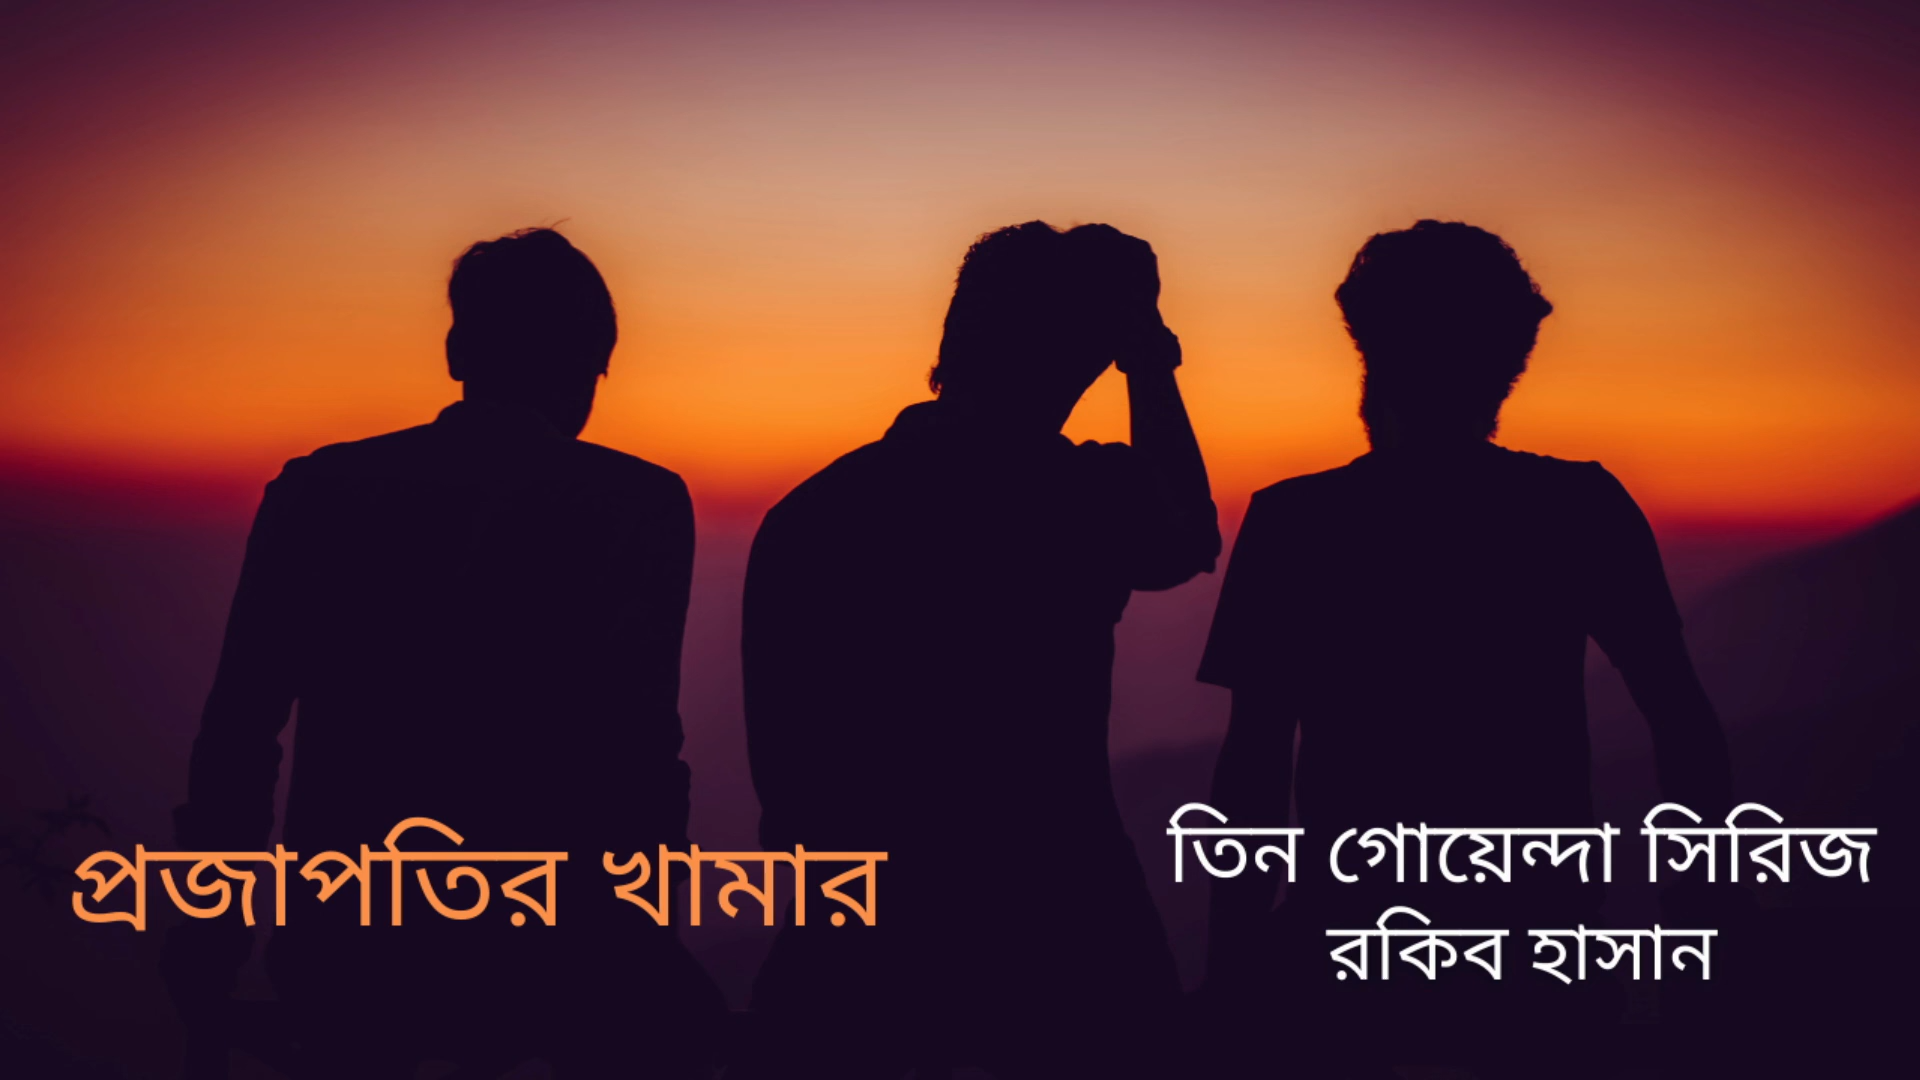 প্রজাপতির খামার
তিন গোয়েন্দা সিরিজ
রকিব হাসান